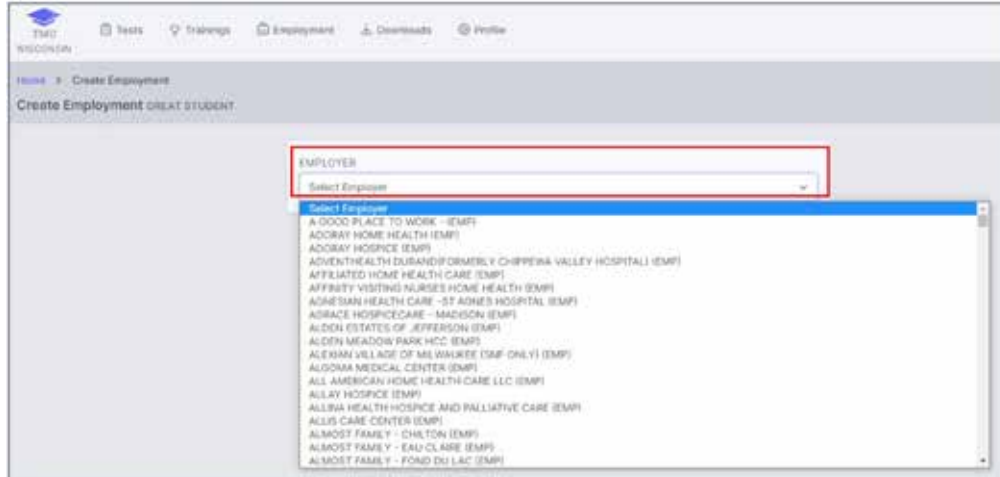 TMU
WISCONSIN
Tests Trainings Employment Downloads Profile
Home > Create Employment
Create Employment GREAT STUDENT
EMPLOYER
Select Employer
Select Employer
A GOOD PLACE TO WORK - (EMP)
ADORAY HOME HEALTH (EMP)
ADORAY HOSPICE (EMP)
ADVENTHEALTH DURAND(FORMERLY CHIPPEWA VALLEY HOSPITAL) (EMP)
AFFILIATED HOME HEALTH CARE (EMP)
AFFINITY VISITING NURSES HOME HEALTH (EMP)
AGNESIAN HEALTH CARE -ST AGNES HOSPITAL (EMP)
AGRACE HOSPICECARE - MADISON (EMP)
ALDEN ESTATES OF JEFFERSON (EMP)
ALDEN MEADOW PARK HCC (EMP)
ALEXIAN VILLAGE OF MILWAUKEE (SNF ONLY) (EMP)
ALGOMA MEDICAL CENTER (EMP)
ALL AMERICAN HOME HEALTH CARE LLC (EMP)
ALLAY HOSPICE (EMP)
ALLINA HEALTH HOSPICE AND PALLIATIVE CARE (EMP)
ALLIS CARE CENTER (EMP)
ALMOST FAMILY - CHILTON (EMP)
ALMOST FAMILY - EAU CLAIRE (EMP)
ALMOST FAMILY - FOND DU LAC (EMP)